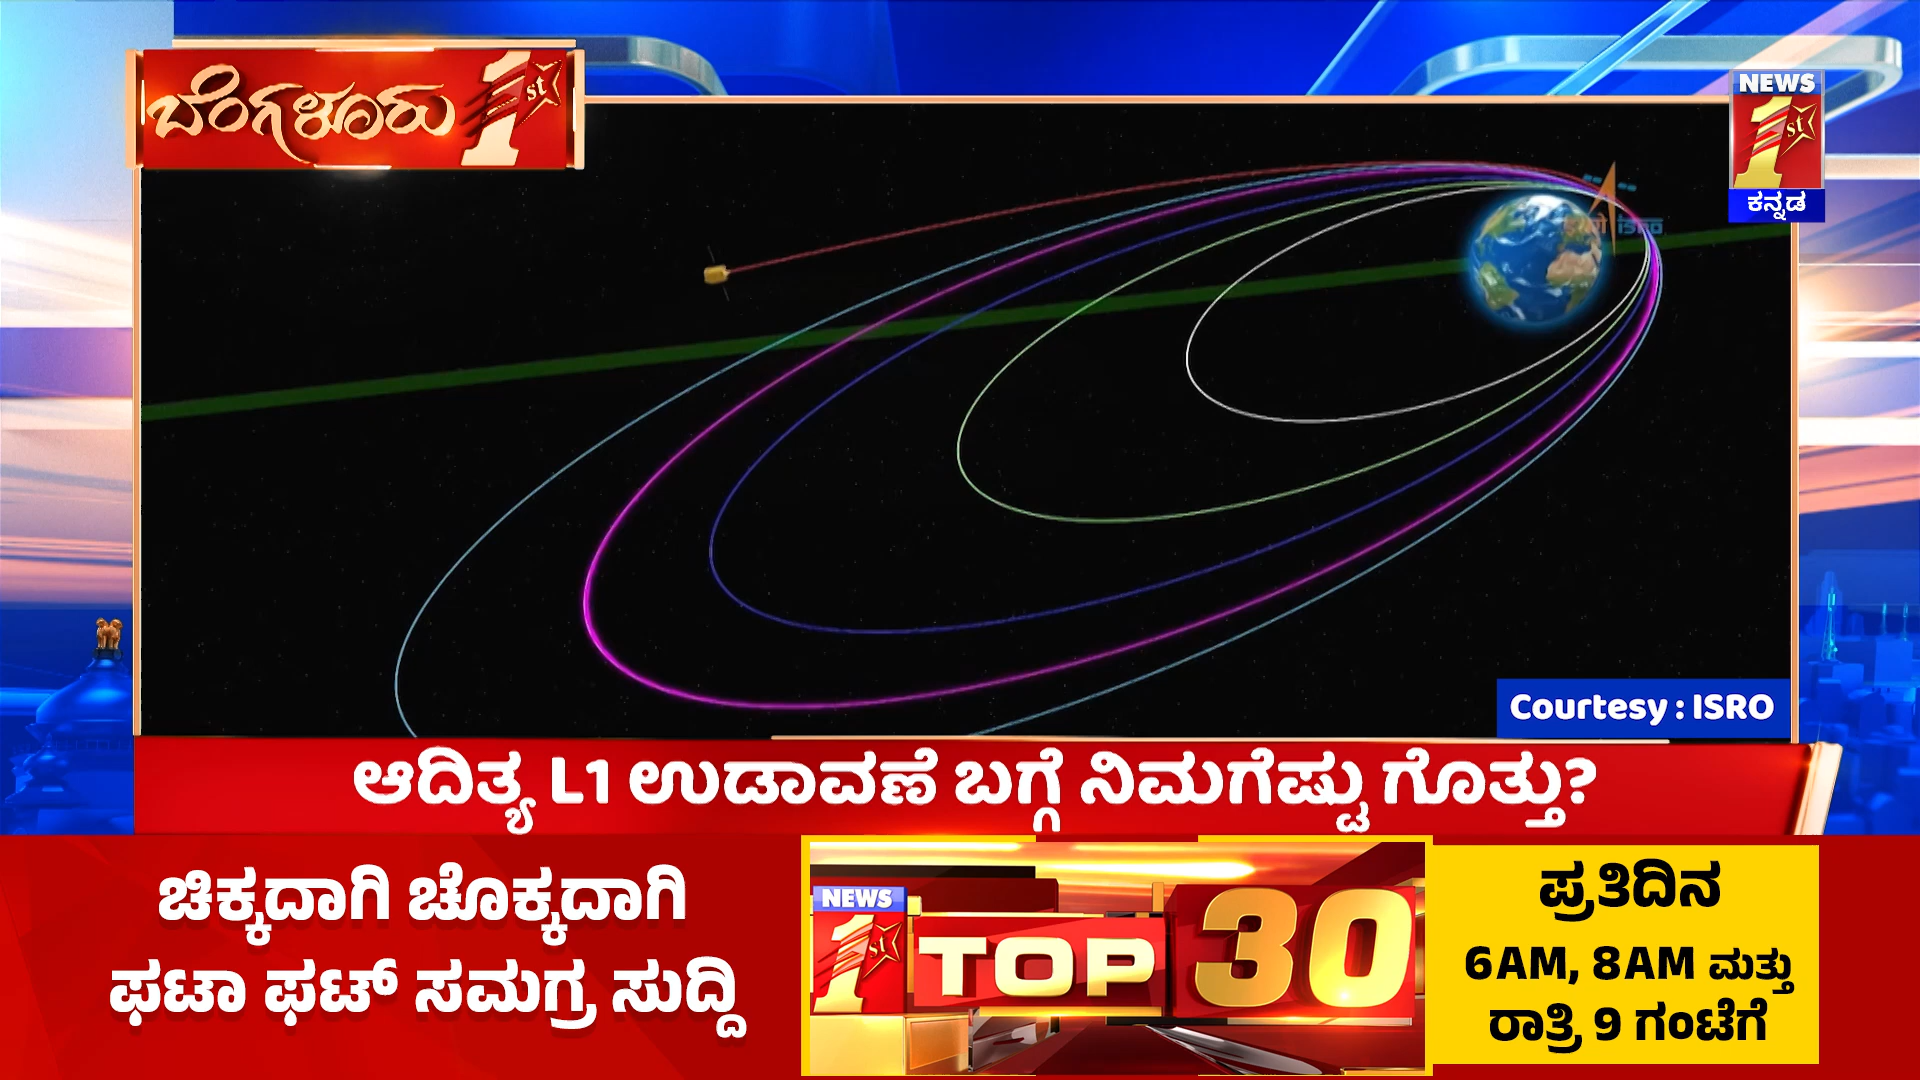 ಬೆಂಗಳೂರು 1st
NEWS
1st
ಕನ್ನಡ
isro
Courtesy : ISRO
ಆದಿತ್ಯ L1 ಉಡಾವಣೆ ಬಗ್ಗೆ ನಿಮಗೆಷ್ಟು ಗೊತ್ತು?
ಚಿಕ್ಕದಾಗಿ ಚೊಕ್ಕದಾಗಿ
ಫಟಾ ಫಟ್ ಸಮಗ್ರ ಸುದ್ದಿ
NEWS
1st
TOP 30
ಪ್ರತಿದಿನ
6AM, 8AM ಮತ್ತು
ರಾತ್ರಿ 9 ಗಂಟೆಗೆ